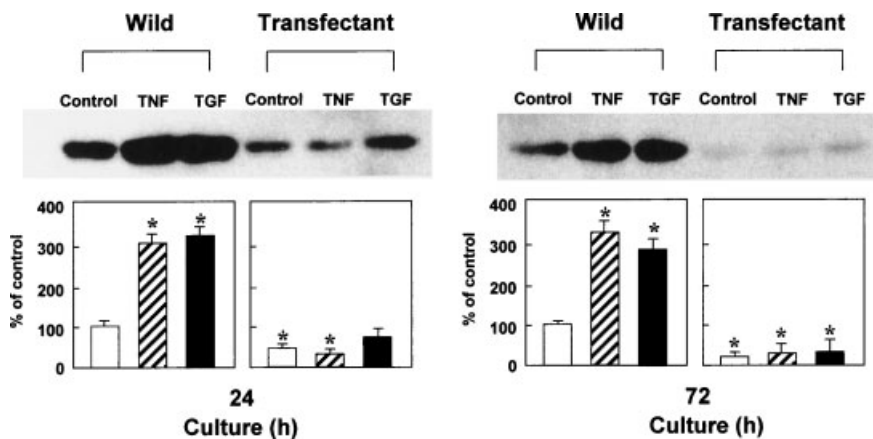 Wild Transfectant
Control TNF TGF Control TNF TGF
% of control
400
300
200
100
0
* *
* *
24
Culture (h)
Wild Transfectant
Control TNF TGF Control TNF TGF
% of control
400
300
200
100
0
* *
* * *
72
Culture (h)